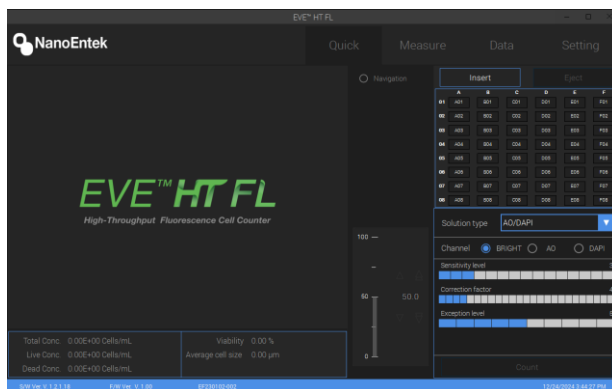 EVE™ HT FL
NanoEntek
Quick Measure Data Setting
Navigation
Insert Eject
A B C D E F
01 A01 B01 C01 D01 E01 F01
02 A02 B02 C02 D02 E02 F02
03 A03 B03 C03 D03 E03 F03
04 A04 B04 C04 D04 E04 F04
05 A05 B05 C05 D05 E05 F05
06 A06 B06 C06 D06 E06 F06
07 A07 B07 C07 D07 E07 F07
08 A08 B08 C08 D08 E08 F08
EVE™ HT FL
High-Throughput Fluorescence Cell Counter
Solution type AO/DAPI
Channel BRIGHT AO DAPI
Sensitivity level
Correction factor
Exception level
100
50 50.0
0
Total Conc. 0.00E+00 Cells/mL Viability 0.00 %
Live Conc. 0.00E+00 Cells/mL Average cell size 0.00 μm
Dead Conc. 0.00E+00 Cells/mL
Count
S/W Ver. V. 1.2.1.18 F/W Ver. V. 1.00 EF230102-002 12/24/2024 3:44:27 PM